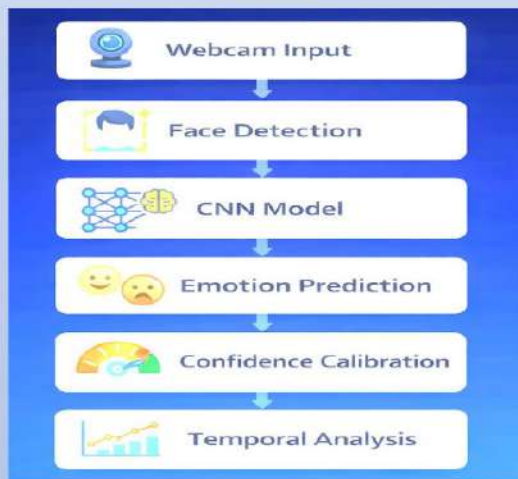 Webcam Input
Face Detection
CNN Model
Emotion Prediction
Confidence Calibration
Temporal Analysis